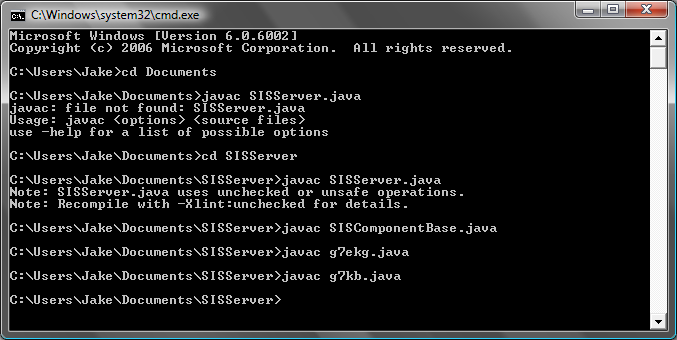 C:\Windows\system32\cmd.exe
Microsoft Windows [Version 6.0.6002]
Copyright (c) 2006 Microsoft Corporation.  All rights reserved.
C:\Users\Jake>cd Documents
C:\Users\Jake\Documents>javac SISServer.java
javac: file not found: SISServer.java
Usage: javac <options> <source files>
use -help for a list of possible options
C:\Users\Jake\Documents>cd SISServer
C:\Users\Jake\Documents\SISServer>javac SISServer.java
Note: SISServer.java uses unchecked or unsafe operations.
Note: Recompile with -Xlint:unchecked for details.
C:\Users\Jake\Documents\SISServer>javac SISComponentBase.java
C:\Users\Jake\Documents\SISServer>javac g7ekg.java
C:\Users\Jake\Documents\SISServer>javac g7kb.java
C:\Users\Jake\Documents\SISServer>